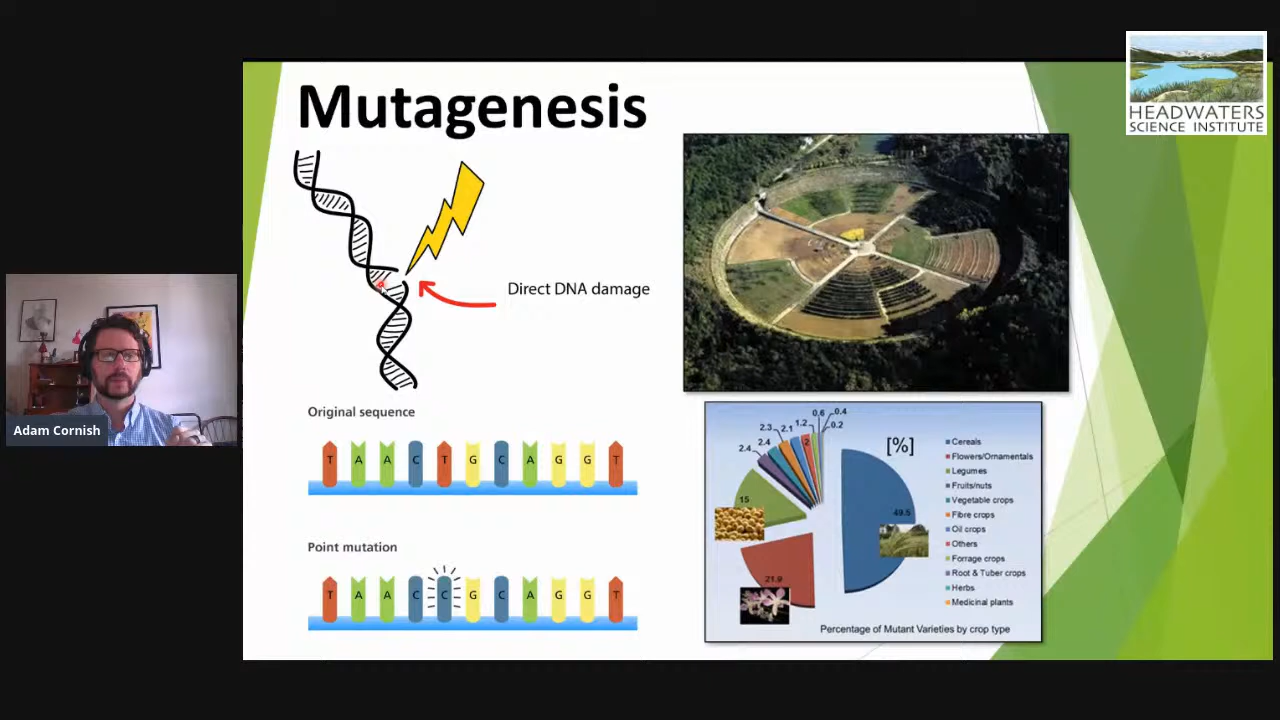 Mutagenesis
HEADWATERS
SCIENCE INSTITUTE
Direct DNA damage
Adam Cornish
Original sequence
T A A C T G C A G G T
Point mutation
T A A C C G C A G G T
[%]
0.6
0.4
0.2
1.2
2
2.1
2.3
2.4
2.4
15
21.9
49.5
Cereals
Flowers/Ornamentals
Legumes
Fruits/nuts
Vegetable crops
Fibre crops
Oil crops
Others
Forrage crops
Root & Tuber crops
Herbs
Medicinal plants
Percentage of Mutant Varieties by crop type